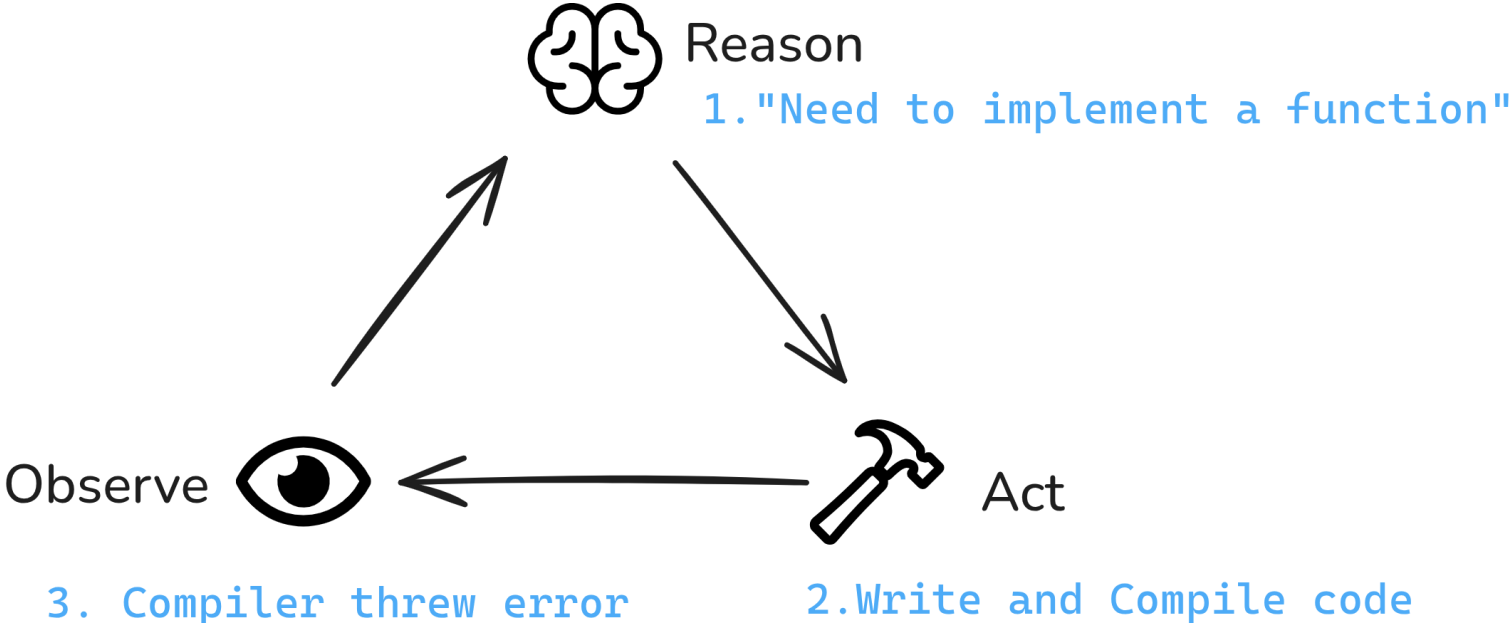 Reason
1."Need to implement a function"
Observe
Act
3. Compiler threw error
2.Write and Compile code